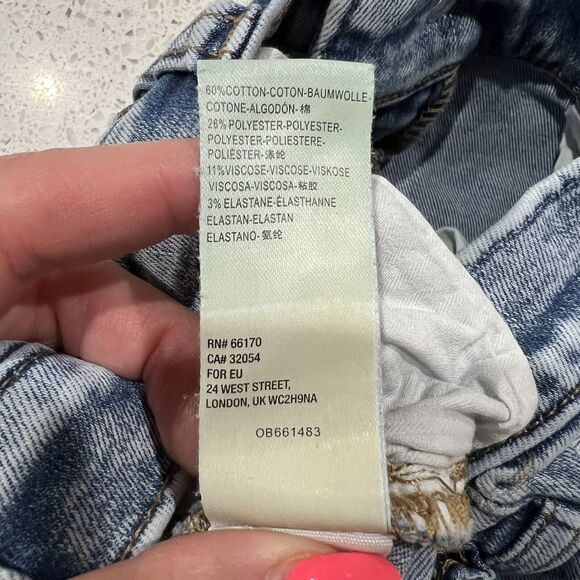 60%COTTON-COTON-BAUMWOLLE-
COTONE-ALGODÓN-棉
26% POLYESTER-POLYESTER-
POLYESTER-POLIESTERE-
POLIÉSTER-涤纶
11%VISCOSE-VISCOSE-VISKOSE
VISCOSA-VISCOSA-粘胶
3% ELASTANE-ÉLASTHANNE
ELASTAN-ELASTAN
ELASTANO-氨纶
RN# 66170
CA# 32054
FOR EU
24 WEST STREET,
LONDON, UK WC2H9NA
OB661483